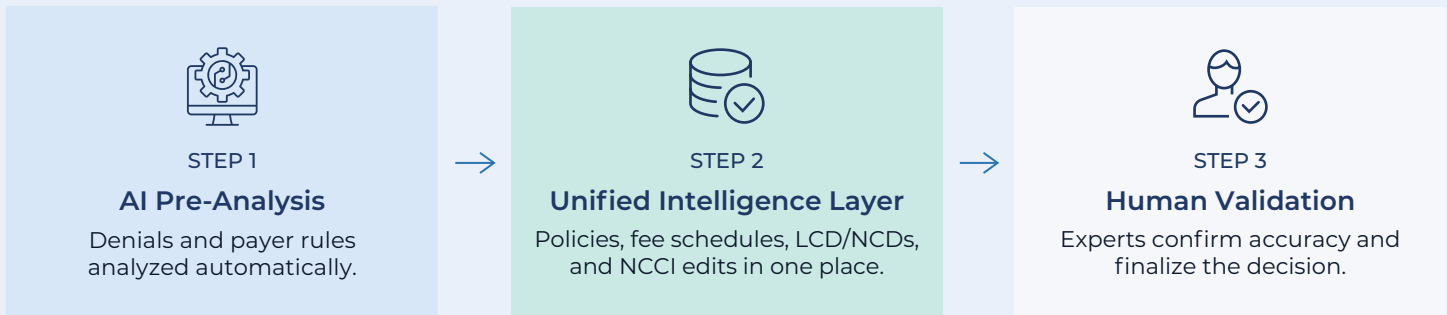 STEP 1
AI Pre-Analysis
Denials and payer rules
analyzed automatically.
STEP 2
Unified Intelligence Layer
Policies, fee schedules, LCD/NCDs,
and NCCI edits in one place.
STEP 3
Human Validation
Experts confirm accuracy and
finalize the decision.